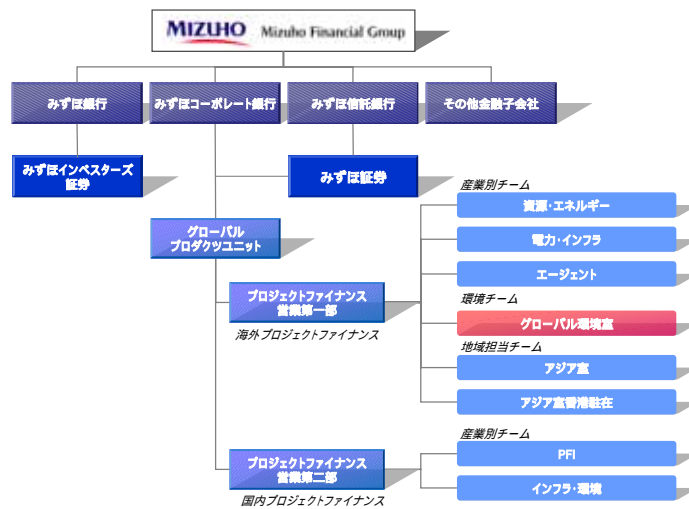 MIZUHO Mizuho Financial Group
みずほ銀行
みずほコーポレート銀行
みずほ信託銀行
その他金融子会社
みずほインベスターズ
証券
みずほ証券
グローバル
プロダクツユニット
プロジェクトファイナンス
営業第一部
海外プロジェクトファイナンス
産業別チーム
資源・エネルギー
電力・インフラ
エージェント
環境チーム
グローバル環境室
地域担当チーム
アジア室
アジア室香港駐在
プロジェクトファイナンス
営業第二部
国内プロジェクトファイナンス
産業別チーム
PFI
インフラ・環境